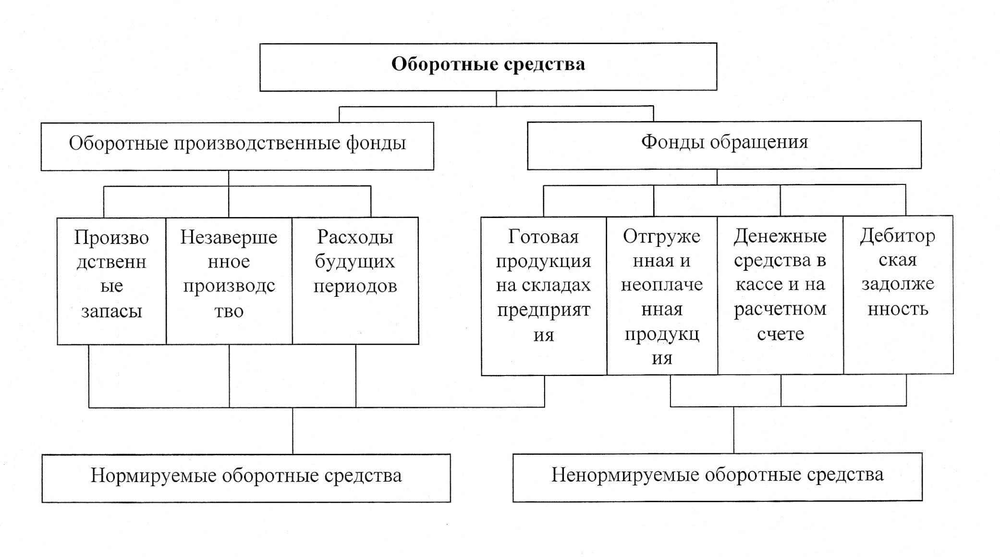 Оборотные средства
Оборотные производственные фонды
Фонды обращения
Произво
дственн
ые
запасы
Незаверше
нное
производс
тво
Расходы
будущих
периодов
Готовая
продукция
на складах
предприят
ия
Отгруже
нная и
неоплаче
нная
продукц
ия
Денежные
средства в
кассе и на
расчетном
счете
Дебитор
ская
задолже
нность
Нормируемые оборотные средства
Ненормируемые оборотные средства